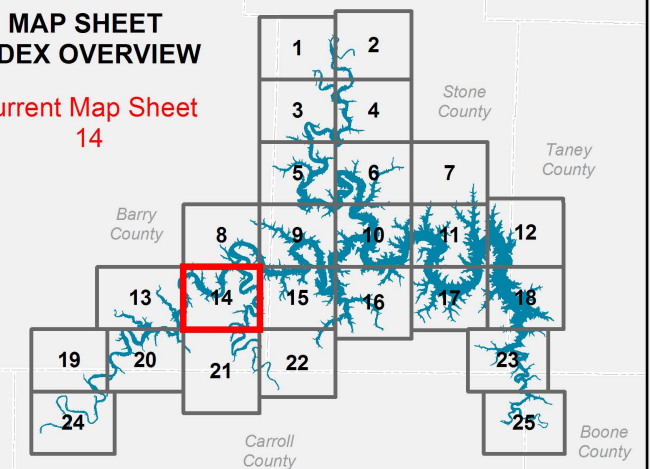 MAP SHEET
DEX OVERVIEW
urrent Map Sheet
14
1
2
3
4
Stone
County
5
6
7
Taney
County
Barry
County
8
9
10
11
12
13
14
15
16
17
18
19
20
21
22
23
24
25
Carroll
County
Boone
County